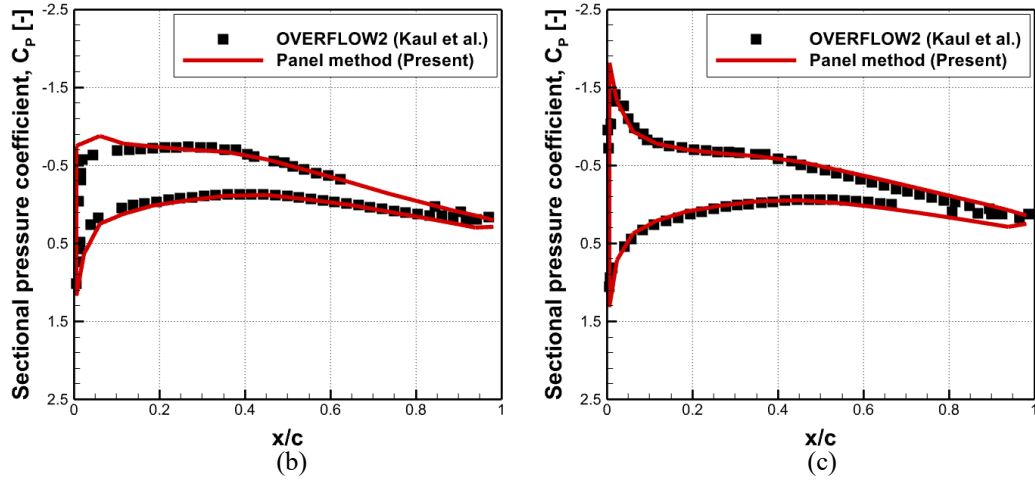 Sectional pressure coefficient, C_P [-]
-2.5
-1.5
-0.5
0.5
1.5
2.5
OVERFLOW2 (Kaul et al.)
Panel method (Present)
0
0.2
0.4
0.6
0.8
1
x/c
(b)
Sectional pressure coefficient, C_P [-]
-2.5
-1.5
-0.5
0.5
1.5
2.5
OVERFLOW2 (Kaul et al.)
Panel method (Present)
0
0.2
0.4
0.6
0.8
1
x/c
(c)